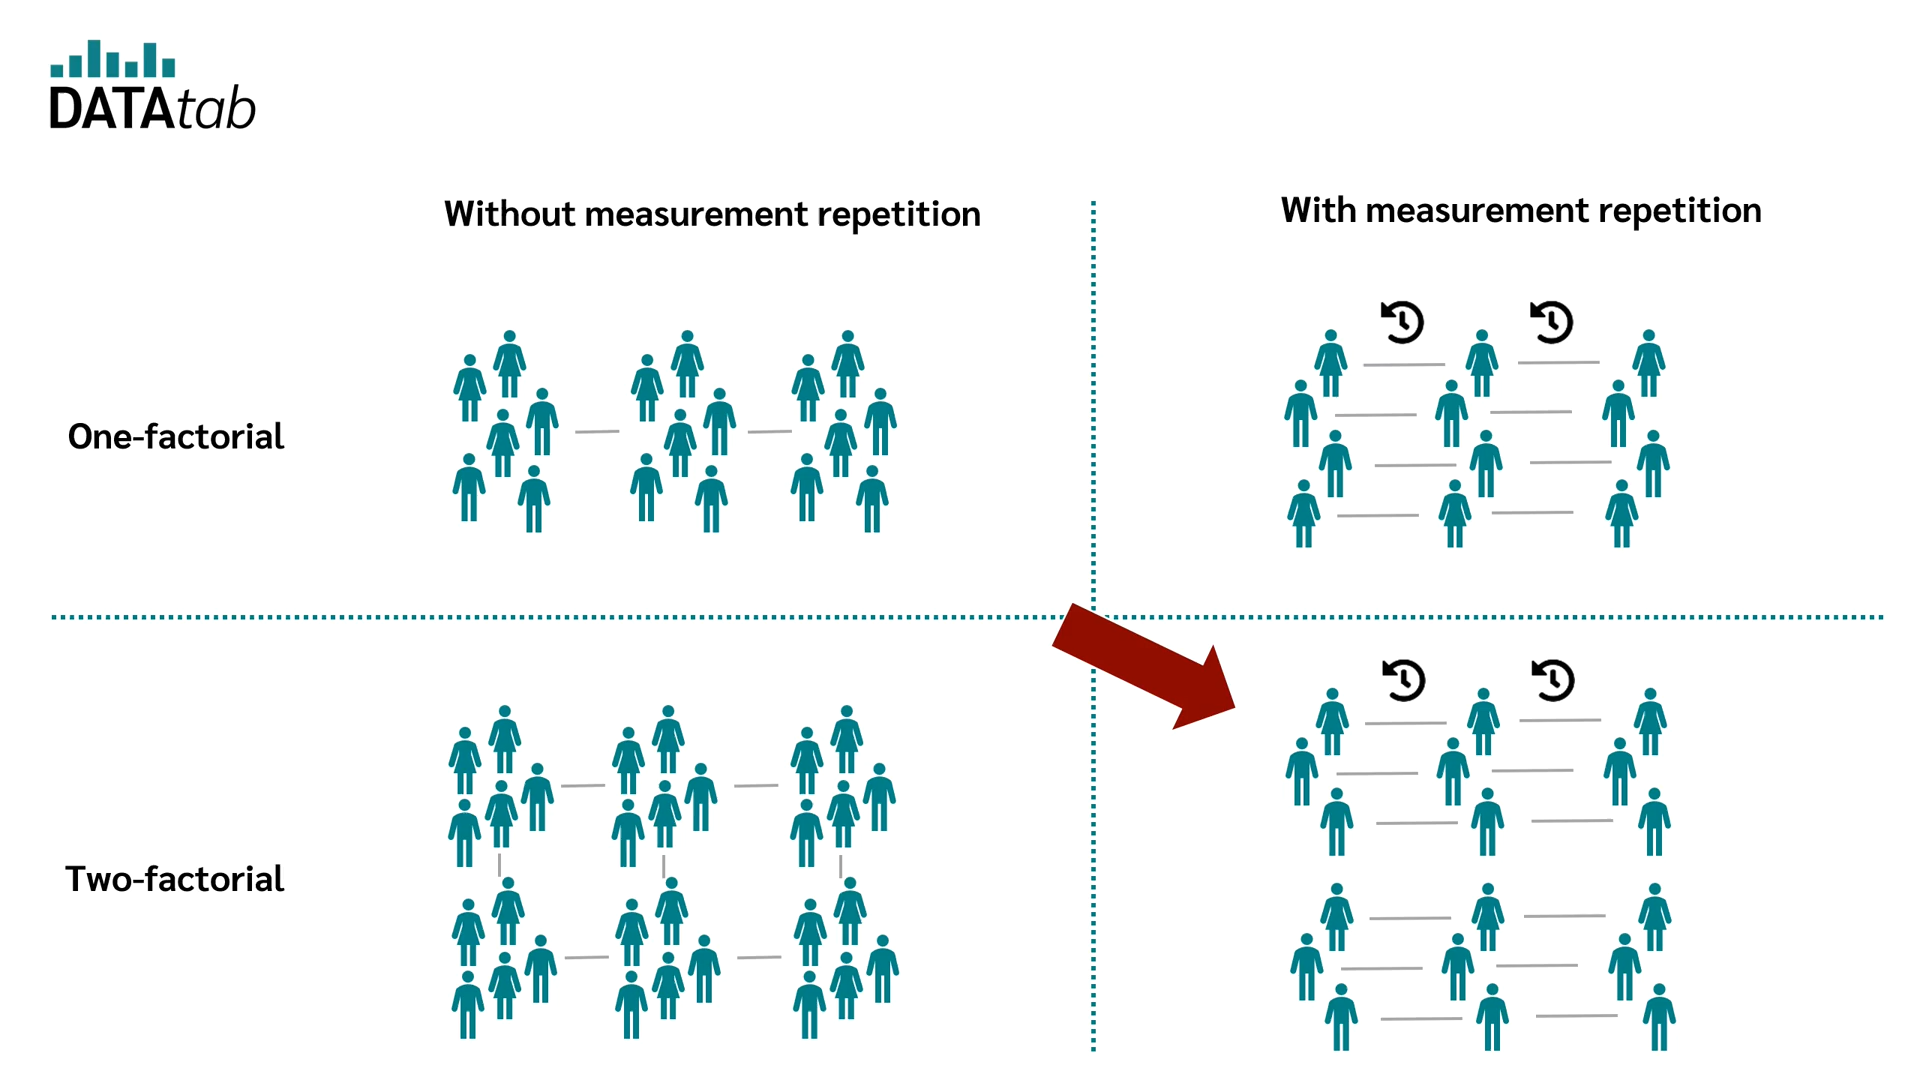 DATAtab
Without measurement repetition
With measurement repetition
One-factorial
Two-factorial